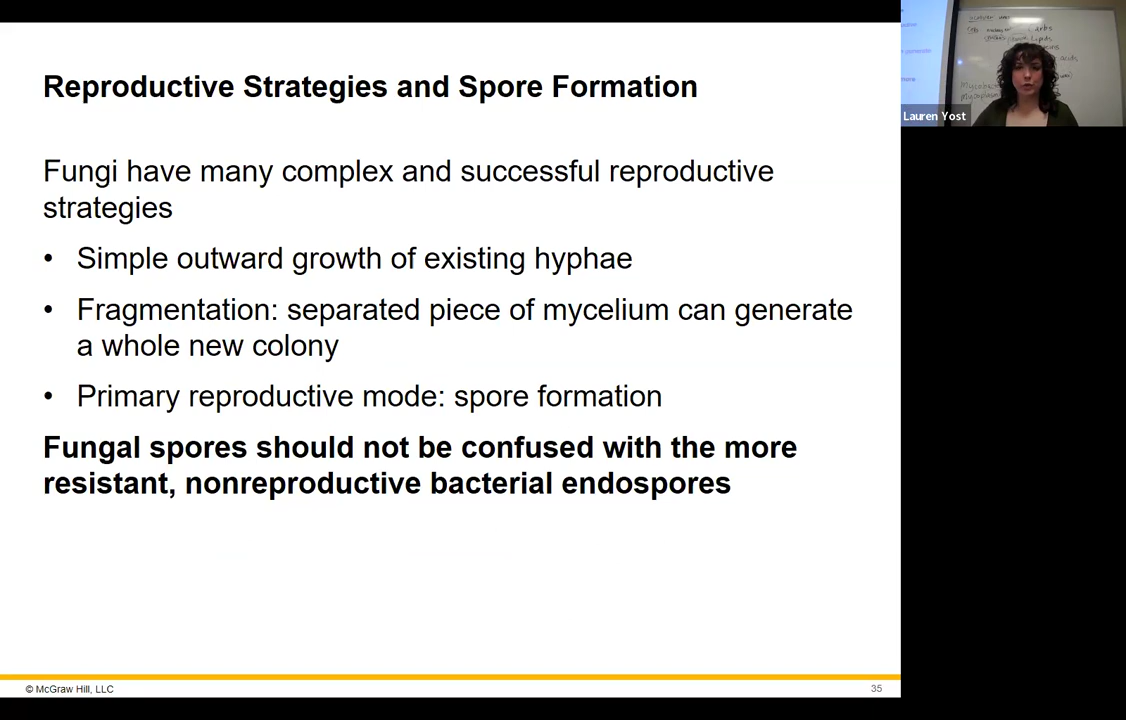 Reproductive Strategies and Spore Formation
Fungi have many complex and successful reproductive
strategies
• Simple outward growth of existing hyphae
• Fragmentation: separated piece of mycelium can generate
a whole new colony
• Primary reproductive mode: spore formation
Fungal spores should not be confused with the more
resistant, nonreproductive bacterial endospores
© McGraw Hill, LLC
35
Lauren Yost